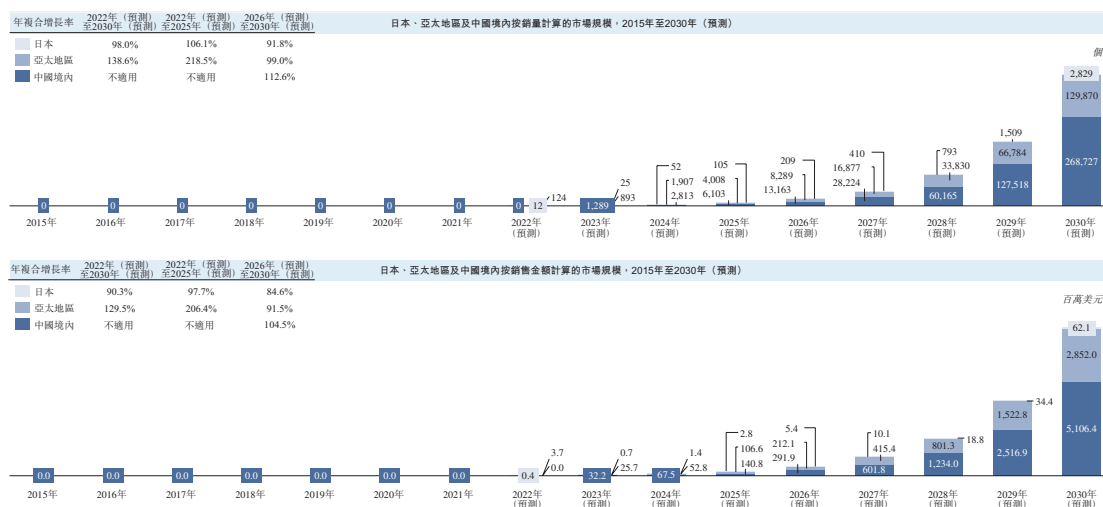 日本、亞太地區及中國境內按銷量計算的市場規模，2015年至2030年（預測）
年複合增長率 2022年（預測）至2030年（預測） 2022年（預測）至2025年（預測） 2026年（預測）至2030年（預測）
日本 98.0% 106.1% 91.8%
亞太地區 138.6% 218.5% 99.0%
中國境內 不適用 不適用 112.6%
個
0 0 0 0 0 0 0 0 12 124
1,289 25 893
52 1,907 2,813
105 4,008 6,103
209 8,289 13,163
410 16,877 28,224
793 33,830 60,165
1,509 66,784 127,518
2,829 129,870 268,727
2015年 2016年 2017年 2018年 2019年 2020年 2021年 2022年（預測） 2023年（預測） 2024年（預測） 2025年（預測） 2026年（預測） 2027年（預測） 2028年（預測） 2029年（預測） 2030年（預測）
日本、亞太地區及中國境內按銷售金額計算的市場規模，2015年至2030年（預測）
年複合增長率 2022年（預測）至2030年（預測） 2022年（預測）至2025年（預測） 2026年（預測）至2030年（預測）
日本 90.3% 97.7% 84.6%
亞太地區 129.5% 206.4% 91.5%
中國境內 不適用 不適用 104.5%
百萬美元
0.0 0.0 0.0 0.0 0.0 0.0 0.0 0.4 3.7 0.0
32.2 0.7 25.7
67.5 1.4 52.8
2.8 106.6 140.8
5.4 212.1 291.9
10.1 415.4 601.8
801.3 18.8 1,234.0
1,522.8 34.4 2,516.9
62.1 2,852.0 5,106.4
2015年 2016年 2017年 2018年 2019年 2020年 2021年 2022年（預測） 2023年（預測） 2024年（預測） 2025年（預測） 2026年（預測） 2027年（預測） 2028年（預測） 2029年（預測） 2030年（預測）